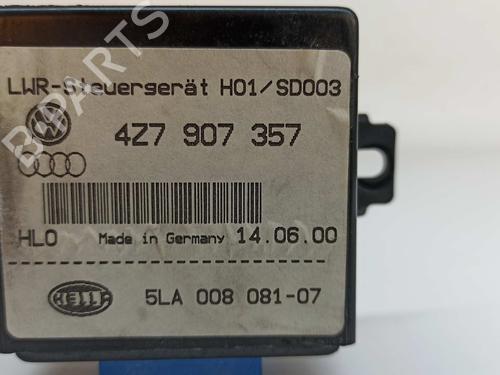 LWR-Steuergerät H01/SD003
4Z7 907 357
HLO Made in Germany 14.06.00
HELLA 5LA 008 081-07
B-PARTS